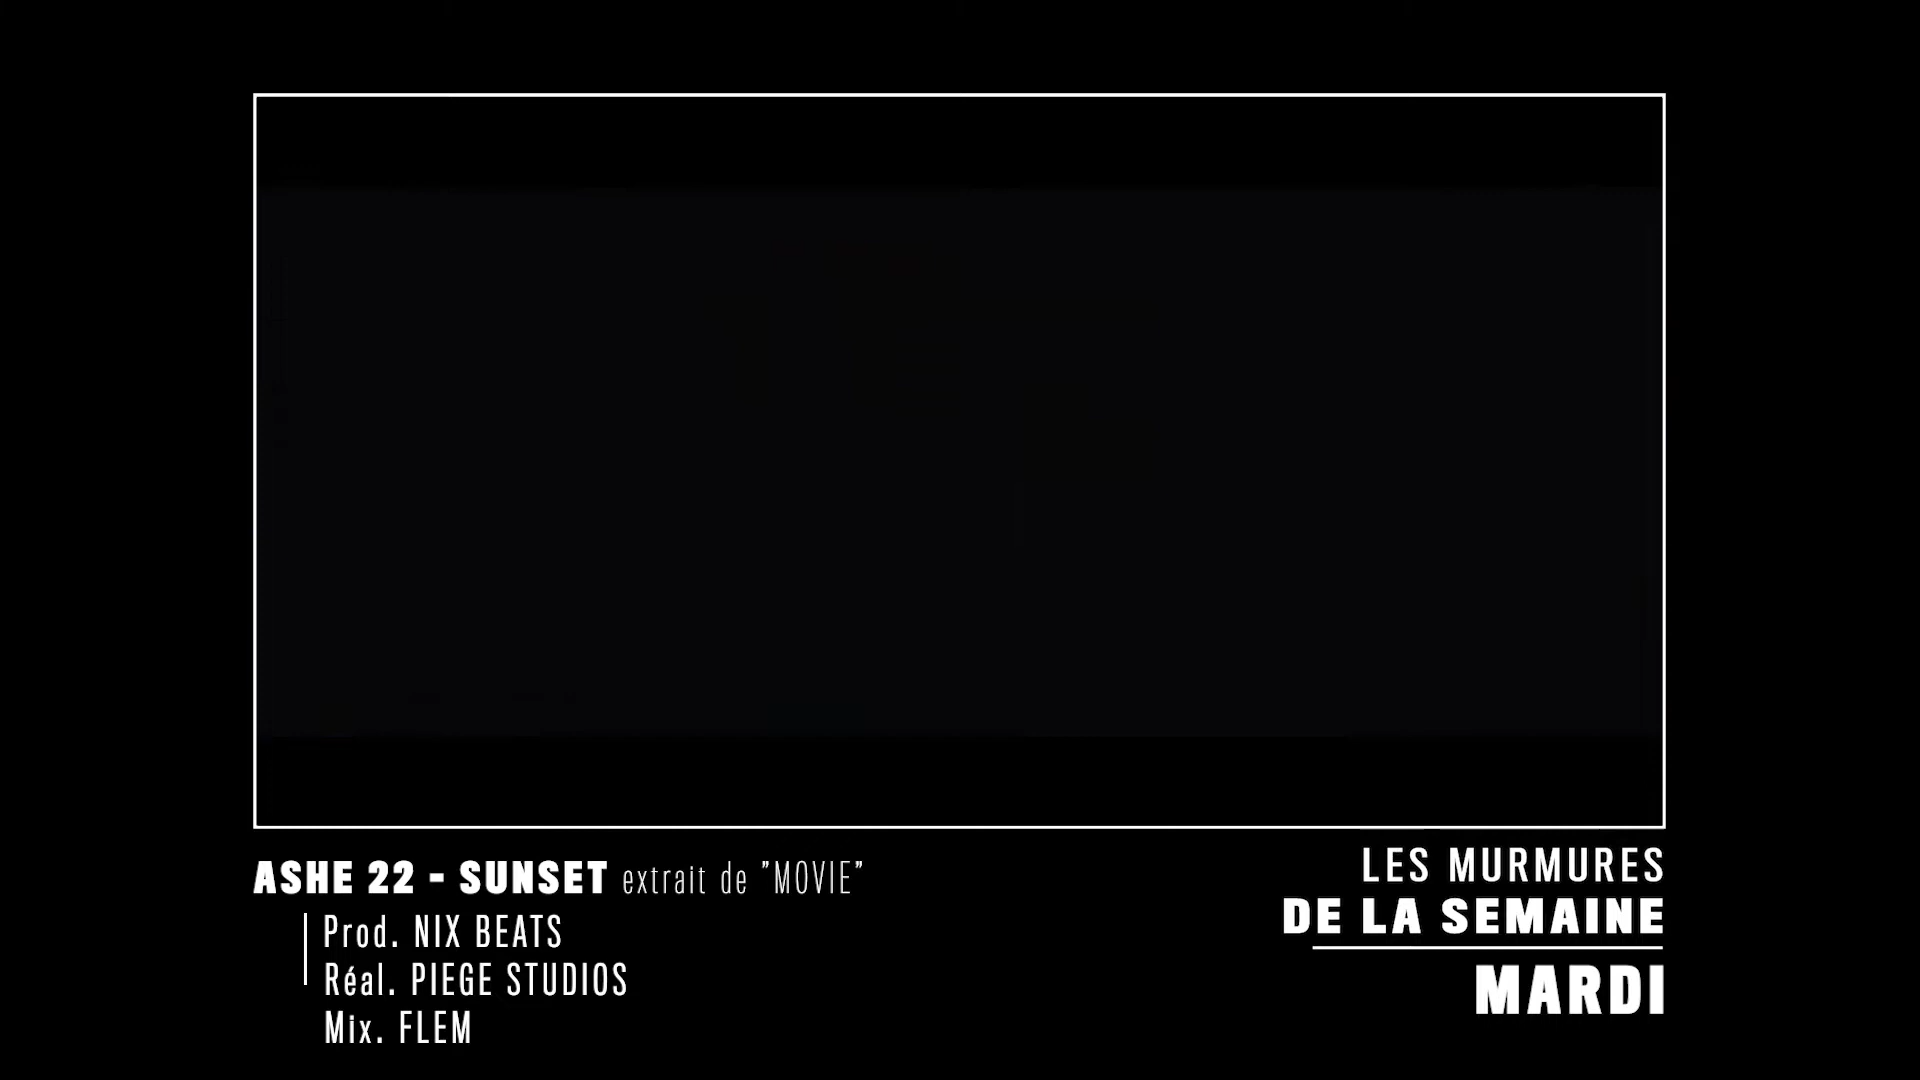 ASHE 22 - SUNSET extrait de "MOVIE"
Prod. NIX BEATS
Réal. PIEGE STUDIOS
Mix. FLEM
LES MURMURES
DE LA SEMAINE
MARDI